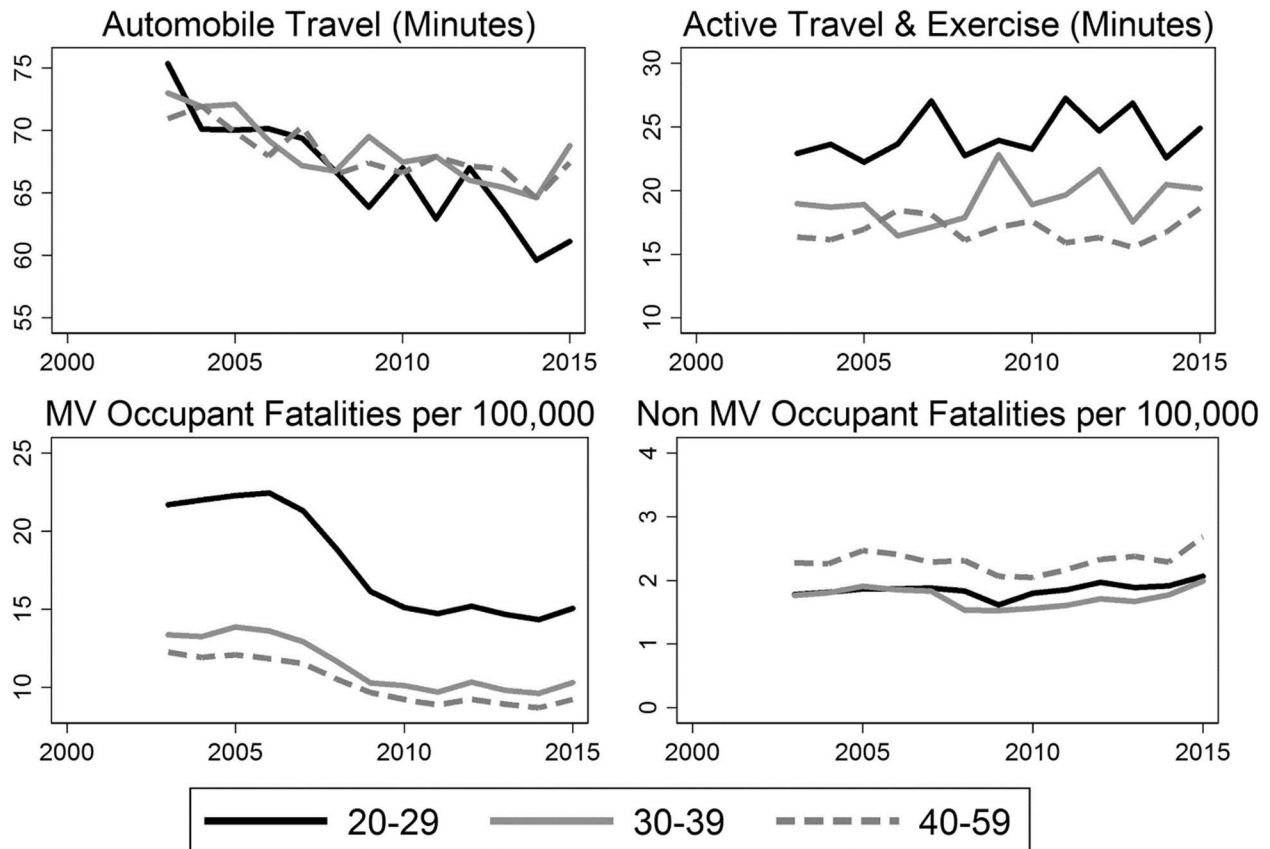 Automobile Travel (Minutes)
75
70
65
60
55
2000 2005 2010 2015
Active Travel & Exercise (Minutes)
30
25
20
15
10
2000 2005 2010 2015
MV Occupant Fatalities per 100,000
25
20
15
10
2000 2005 2010 2015
Non MV Occupant Fatalities per 100,000
4
3
2
1
0
2000 2005 2010 2015
20-29 30-39 40-59